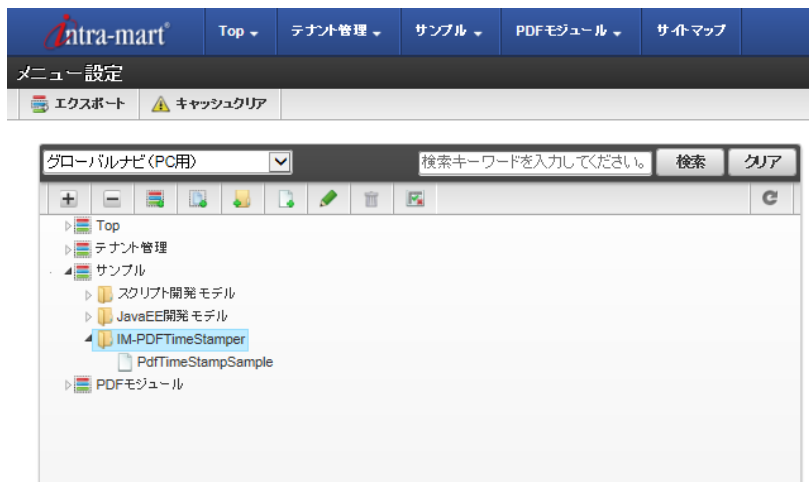 intra-mart® Top テナント管理 サンプル PDFモジュール サイトマップ
メニュー設定
エクスポート キャッシュクリア
グローバルナビ(PC用) 検索キーワードを入力してください。 検索 クリア
Top
テナント管理
サンプル
スクリプト開発モデル
JavaEE開発モデル
IM-PDFTimeStamper
PdfTimeStampSample
PDFモジュール